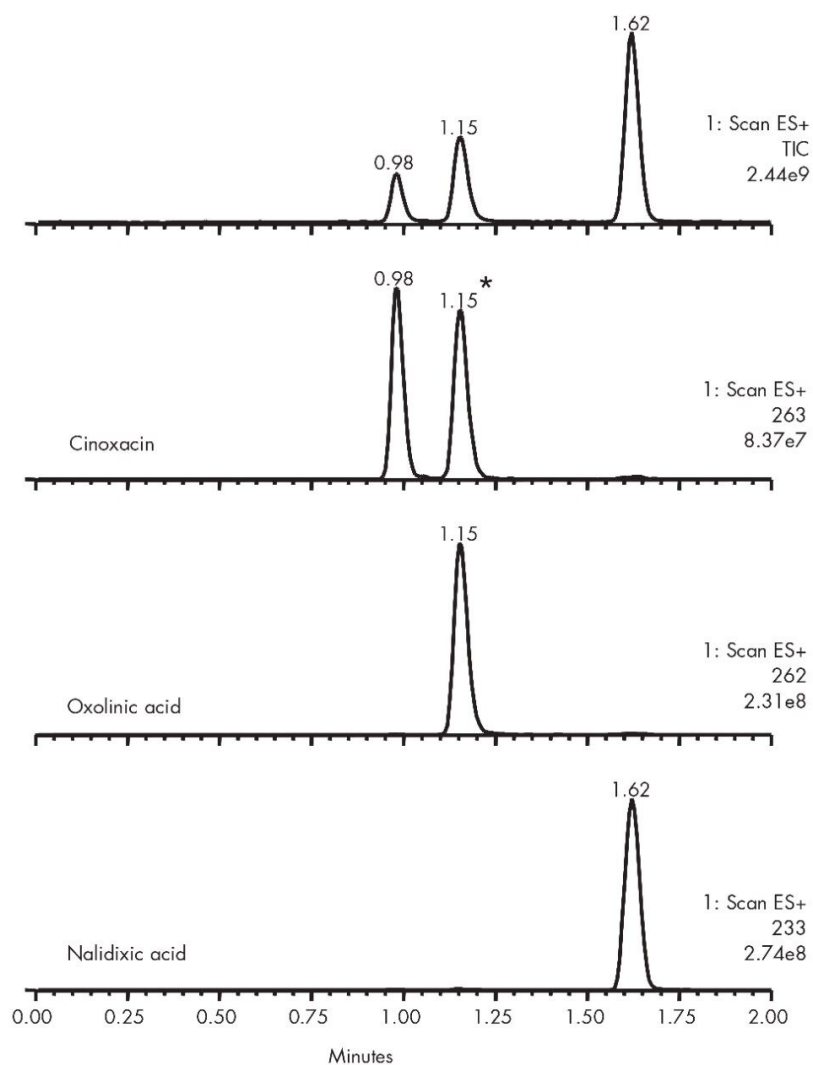 1.62
1.15
0.98
1: Scan ES+
TIC
2.44e9
0.98
*
1.15
1: Scan ES+
263
8.37e7
Cinoxacin
1.15
1: Scan ES+
262
2.31e8
Oxolinic acid
1.62
1: Scan ES+
233
2.74e8
Nalidixic acid
0.00 0.25 0.50 0.75 1.00 1.25 1.50 1.75 2.00
Minutes